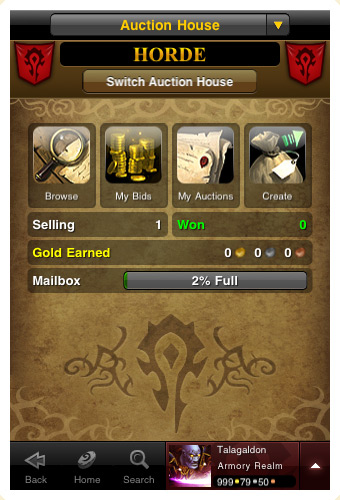 Auction House
HORDE
Switch Auction House
Browse
My Bids
My Auctions
Create
Selling 1
Won 0
Gold Earned 0 0 0
Mailbox 2% Full
Back
Home
Search
Talagaldon
Armory Realm
999 79 50